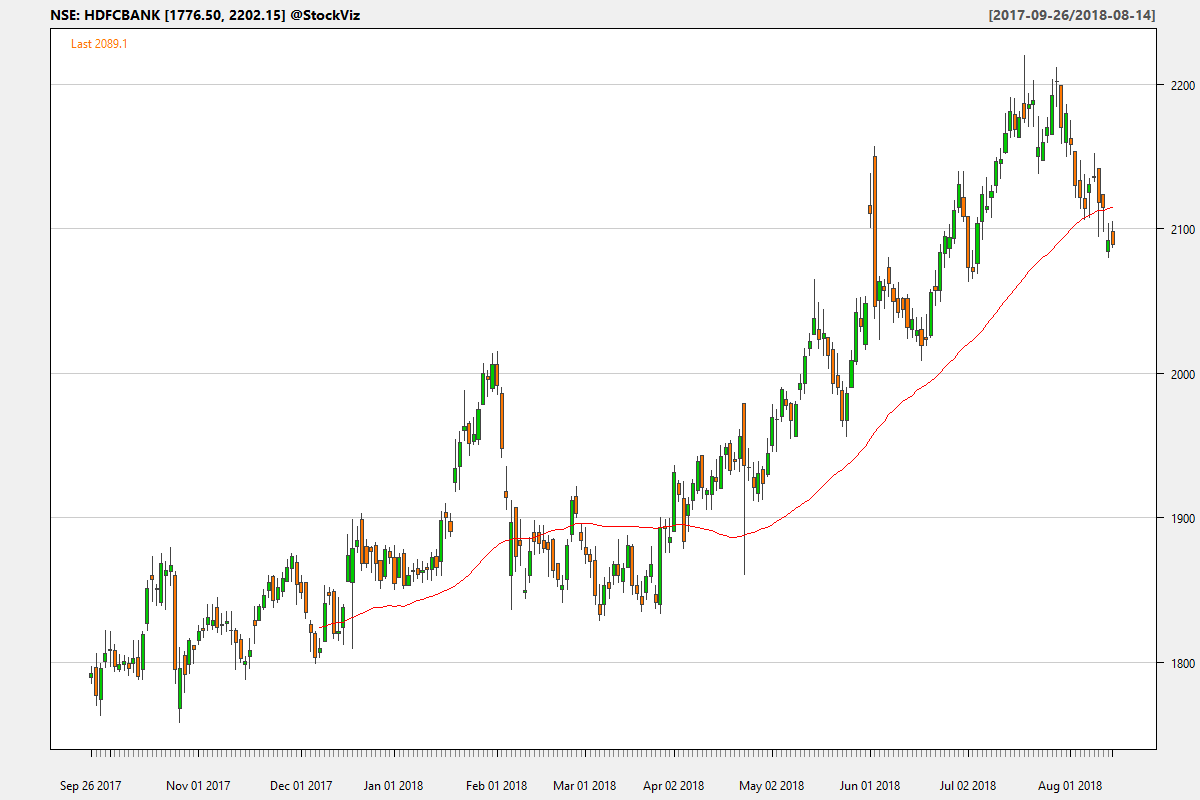 NSE: HDFCBANK [1776.50, 2202.15] @StockViz [2017-09-26/2018-08-14]
Last 2089.1
2200
2100
2000
1900
1800
Sep 26 2017 Nov 01 2017 Dec 01 2017 Jan 01 2018 Feb 01 2018 Mar 01 2018 Apr 02 2018 May 02 2018 Jun 01 2018 Jul 02 2018 Aug 01 2018